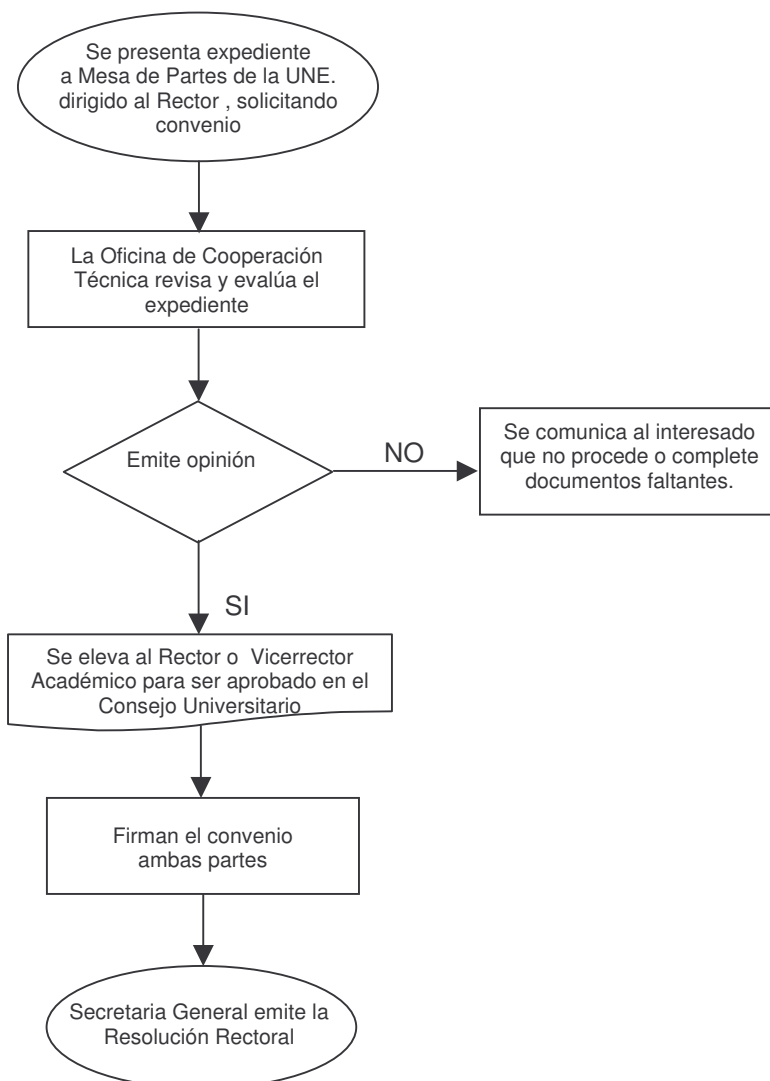 Se presenta expediente
a Mesa de Partes de la UNE.
dirigido al Rector , solicitando
convenio
La Oficina de Cooperación
Técnica revisa y evalúa el
expediente
Emite opinión
NO
Se comunica al interesado
que no procede o complete
documentos faltantes.
SI
Se eleva al Rector o Vicerrector
Académico para ser aprobado en el
Consejo Universitario
Firman el convenio
ambas partes
Secretaria General emite la
Resolución Rectoral